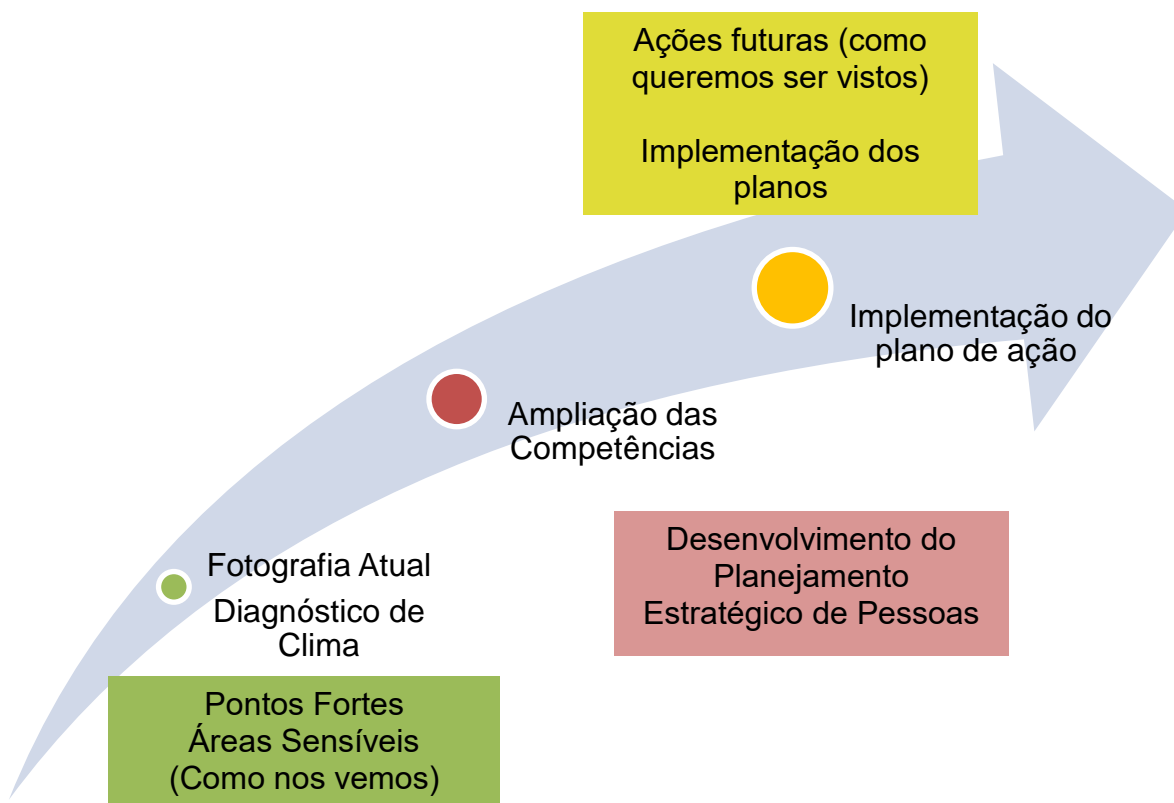 Ações futuras (como
queremos ser vistos)
Implementação dos
planos
Implementação do
plano de ação
Ampliação das
Competências
Desenvolvimento do
Planejamento
Estratégico de Pessoas
Fotografia Atual
Diagnóstico de
Clima
Pontos Fortes
Áreas Sensíveis
(Como nos vemos)